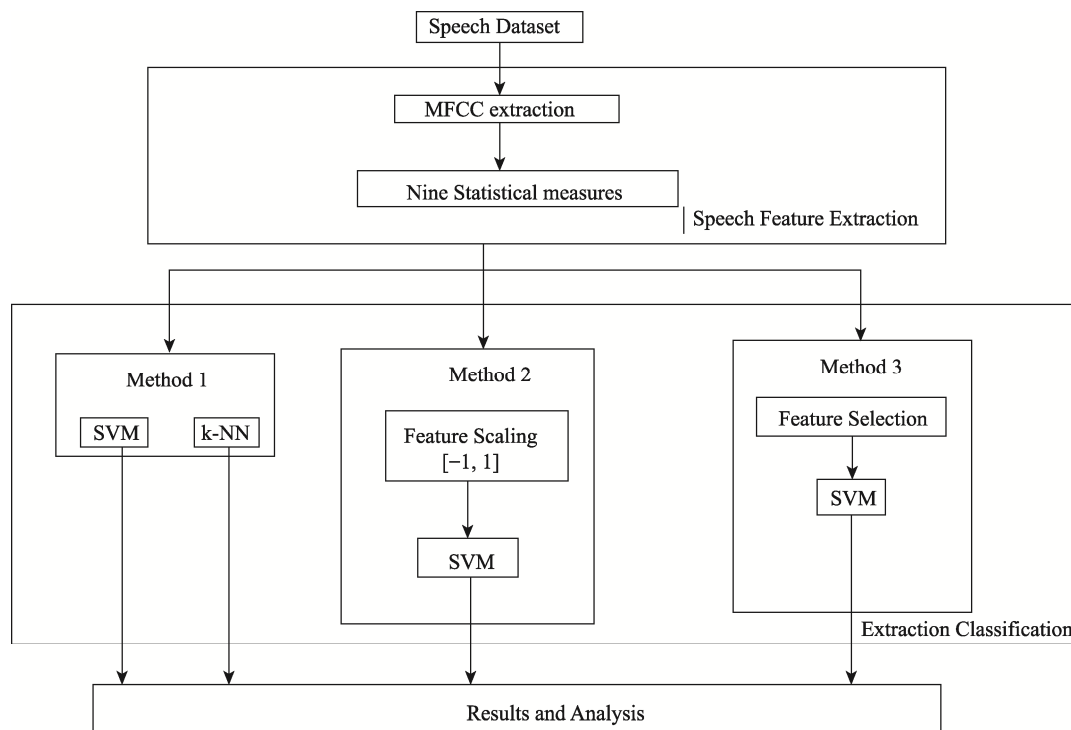 Speech Dataset
MFCC extraction
Nine Statistical measures
Speech Feature Extraction
Method 1
SVM
k-NN
Method 2
Feature Scaling
[−1, 1]
SVM
Method 3
Feature Selection
SVM
Extraction Classification
Results and Analysis